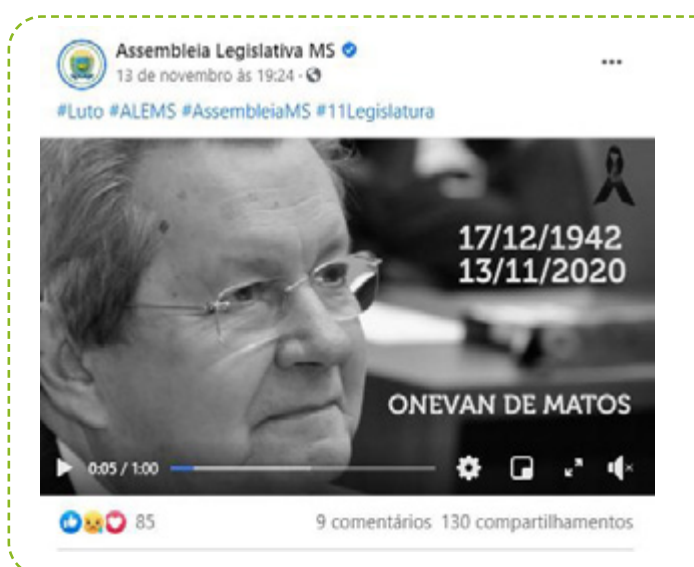 Assembleia Legislativa MS
13 de novembro às 19:24 ·
#Luto #ALEMS #AssembleiaMS #11Legislatura
17/12/1942
13/11/2020
ONEVAN DE MATOS
0:05 / 1:00
85 9 comentários 130 compartilhamentos